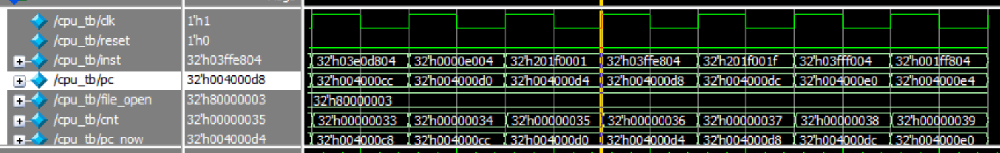 /cpu_tb/clk 1'h1
/cpu_tb/reset 1'h0
/cpu_tb/inst 32'h03ffe804 32'h03e0d804 32'h0000e004 32'h201f0001 32'h03ffe804 32'h201f001f 32'h03fff004 32'h001ff804
/cpu_tb/pc 32'h004000d8 32'h004000cc 32'h004000d0 32'h004000d4 32'h004000d8 32'h004000dc 32'h004000e0 32'h004000e4
/cpu_tb/file_open 32'h80000003 32'h80000003
/cpu_tb/cnt 32'h00000035 32'h00000033 32'h00000034 32'h00000035 32'h00000036 32'h00000037 32'h00000038 32'h00000039
/cpu_tb/pc_now 32'h004000d4 32'h004000c8 32'h004000cc 32'h004000d0 32'h004000d4 32'h004000d8 32'h004000dc 32'h004000e0